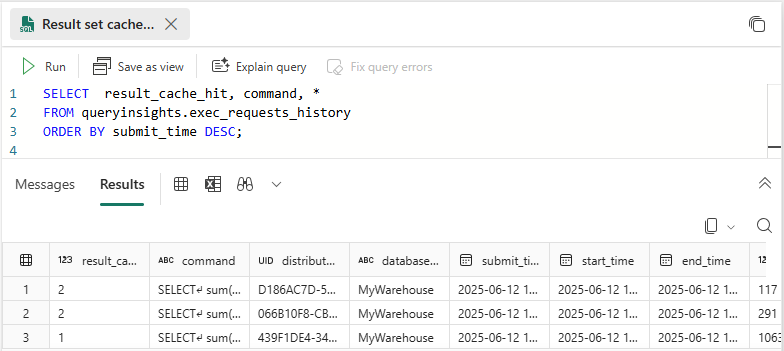 SQL Result set cache...
Run Save as view Explain query Fix query errors
1 SELECT  result_cache_hit, command, *
2 FROM queryinsights.exec_requests_history
3 ORDER BY submit_time DESC;
4
Messages Results
123 result_ca... ABC command UID distribut... ABC database... submit_ti... start_time end_time 12
1 2 SELECT↵ sum(... D186AC7D-5... MyWarehouse 2025-06-12 1... 2025-06-12 1... 2025-06-12 1... 117
2 2 SELECT↵ sum(... 066B10F8-CB... MyWarehouse 2025-06-12 1... 2025-06-12 1... 2025-06-12 1... 291
3 1 SELECT↵ sum(... 439F1DE4-34... MyWarehouse 2025-06-12 1... 2025-06-12 1... 2025-06-12 1... 1063